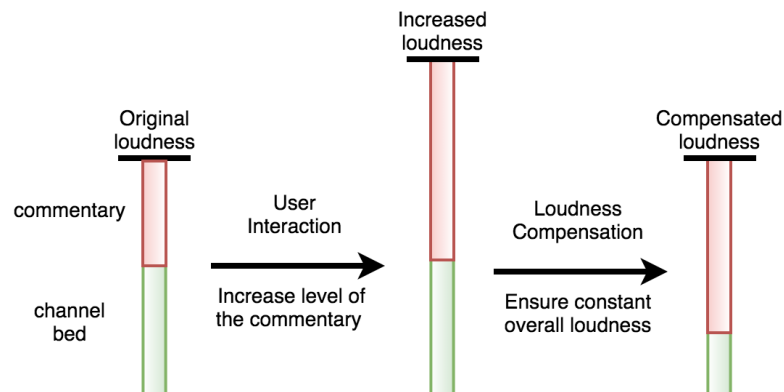 Original
loudness
commentary
channel
bed
User
Interaction
Increase level of
the commentary
Increased
loudness
Loudness
Compensation
Ensure constant
overall loudness
Compensated
loudness